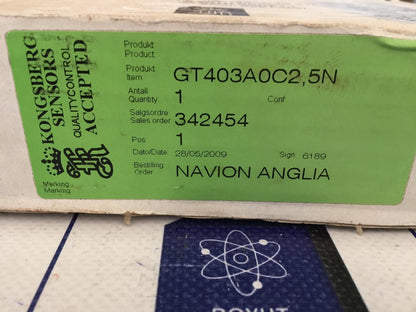 KONGSBERG
SENSORS
QUALITY CONTROL
ACCEPTED
Merking
Marking
Produkt
Product
Produkt
Item GT403A0C2,5N
Antall
Quantity 1 Conf
Salgsordre
Sales order 342454
Pos 1
Dato/Date 28/05/2009 Sign 6189
Bestilling
Order NAVION ANGLIA